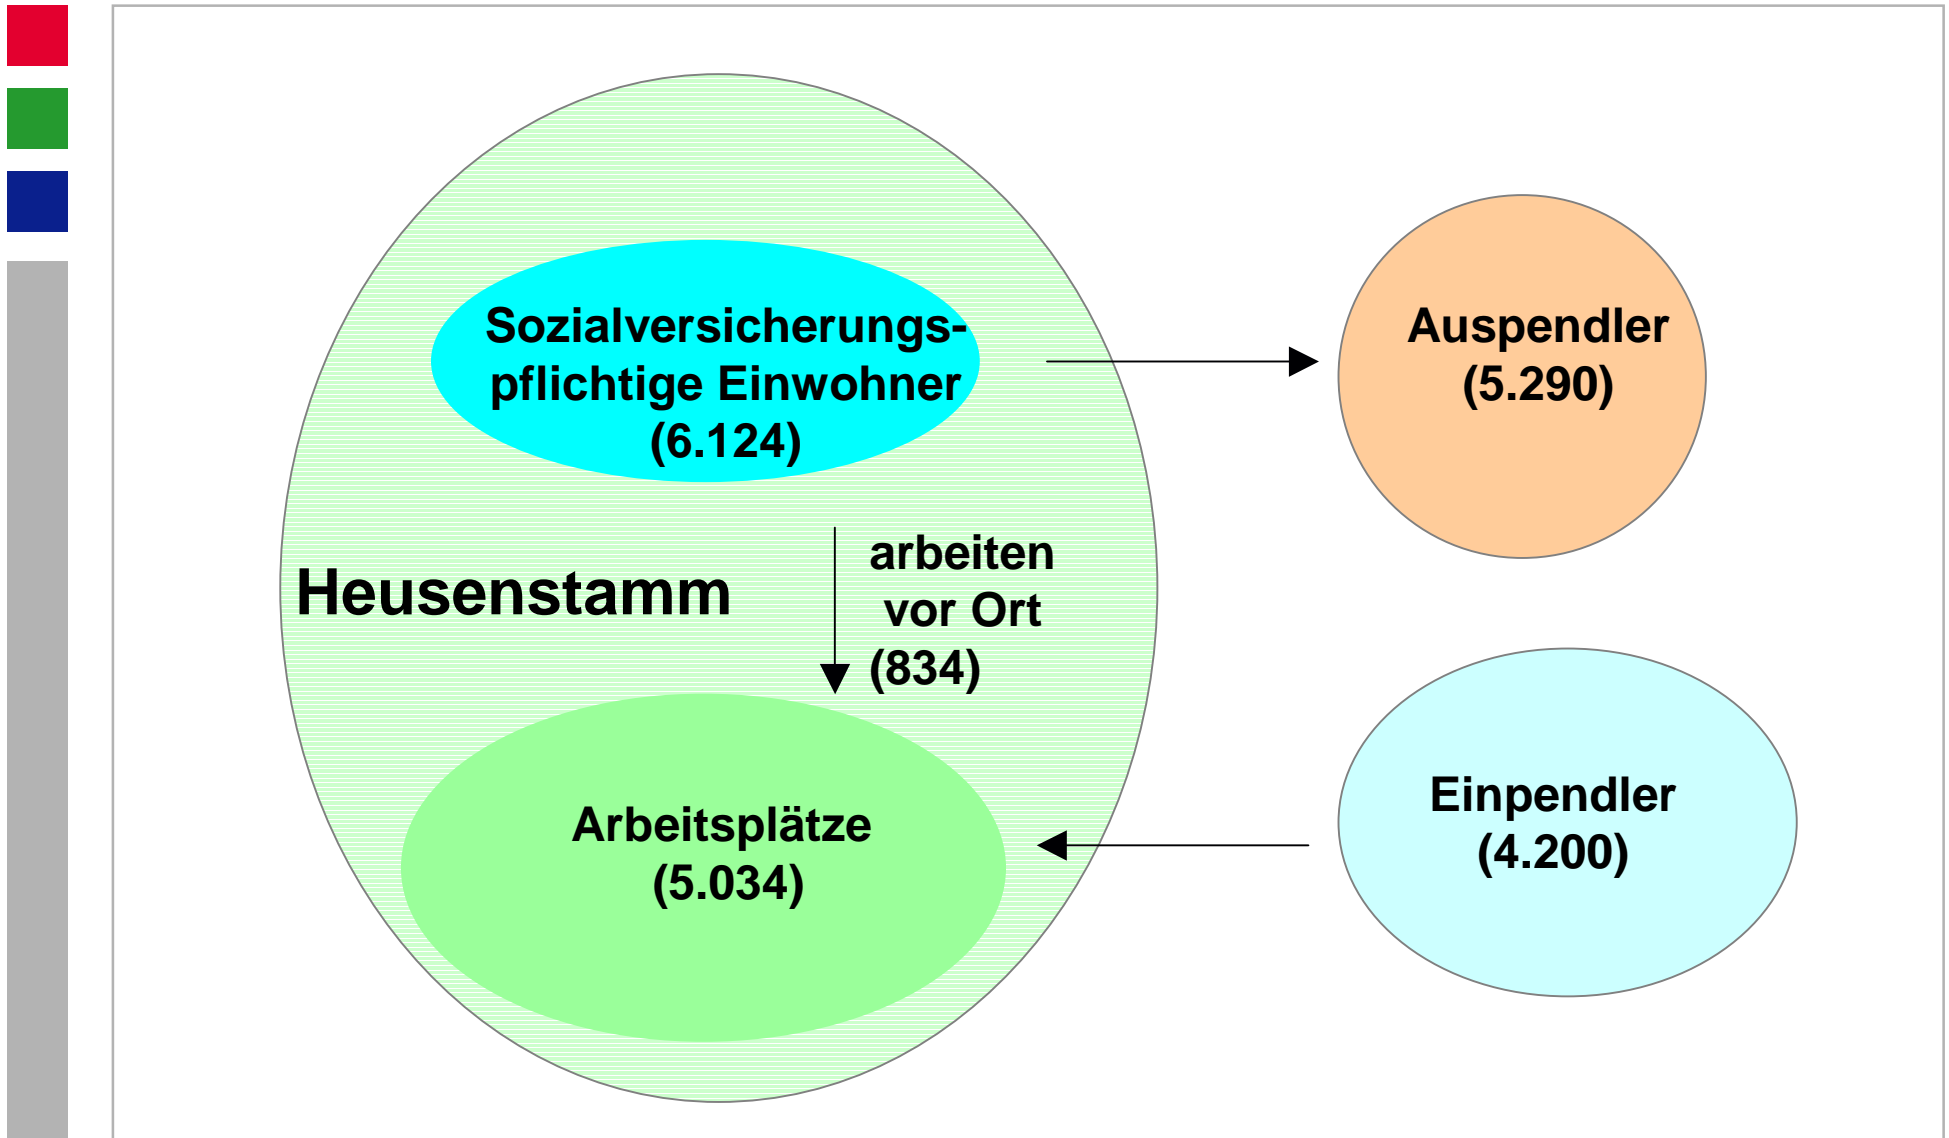 Sozialversicherungs-
pflichtige Einwohner
(6.124)
Auspendler
(5.290)
arbeiten
vor Ort
(834)
Heusenstamm
Arbeitsplätze
(5.034)
Einpendler
(4.200)